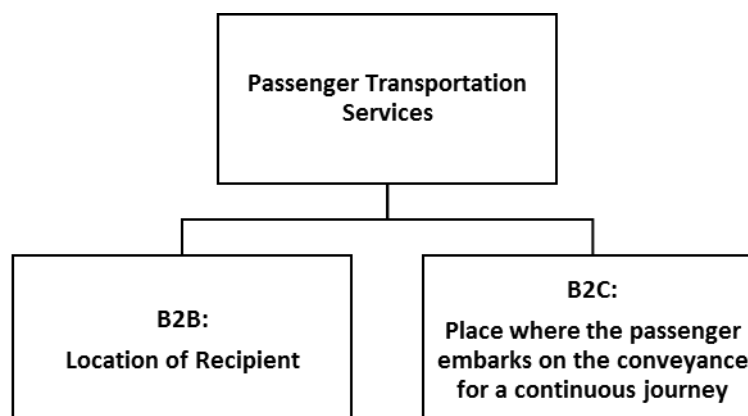 Passenger Transportation
Services
B2B:
Location of Recipient
B2C:
Place where the passenger
embarks on the conveyance
for a continuous journey